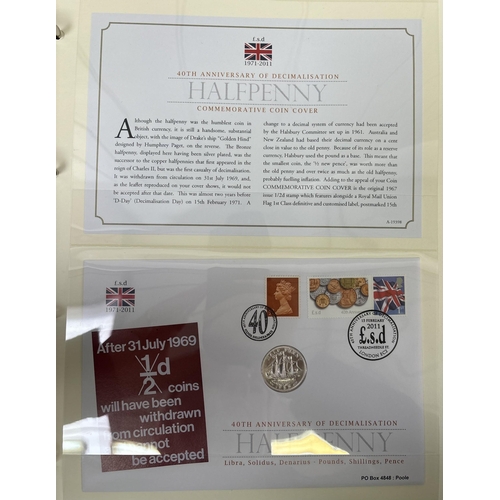 £.s.d
1971-2011
40TH ANNIVERSARY OF DECIMALISATION
HALFPENNY
COMMEMORATIVE COIN COVER
Although the halfpenny was the humblest coin in
British currency, it is still a handsome, substantial
object, with the image of Drake's ship "Golden Hind"
designed by Humphrey Paget, on the reverse. The Bronze
halfpenny, displayed here having been silver plated, was the
successor to the copper halfpennies that first appeared in the
reign of Charles II, but was the first casualty of decimalisation.
It was withdrawn from circulation on 31st July 1969, and,
as the leaflet reproduced on your cover shows, it would not
be accepted after that date. This was almost two years before
'D-Day' (Decimalisation Day) on 15th February 1971. A
change to a decimal system of currency had been accepted
by the Halsbury Committee set up in 1961. Australia and
New Zealand had based their decimal currency on a unit
close in value to the old penny. Because of its role as a reserve
currency, Halsbury used the pound as a base. This meant that
the smallest coin, the '½ new pence', was worth more than
the old penny and over twice as much as the old halfpenny,
probably fuelling inflation. Adding to the appeal of your Coin
COMMEMORATIVE COIN COVER is the original 1967
issue 1/2d stamp which features alongside a Royal Mail Union
Flag 1st Class definitive and customised label, postmarked 15th
£.s.d
1971-2011
After 31 July 1969
1/2d coins
will have been
withdrawn
from circulation
cannot
be accepted
40
40TH ANNIVERSARY OF DECIMALISATION
15 FEBRUARY
2011
£.s.d
THREADNEEDLE ST
LONDON EC2
£.s.d
40TH ANNIVERSARY OF DECIMALISATION
HALFPENNY
Libra, Solidus, Denarius – Pounds, Shillings, Pence
PO Box 4848 : Poole